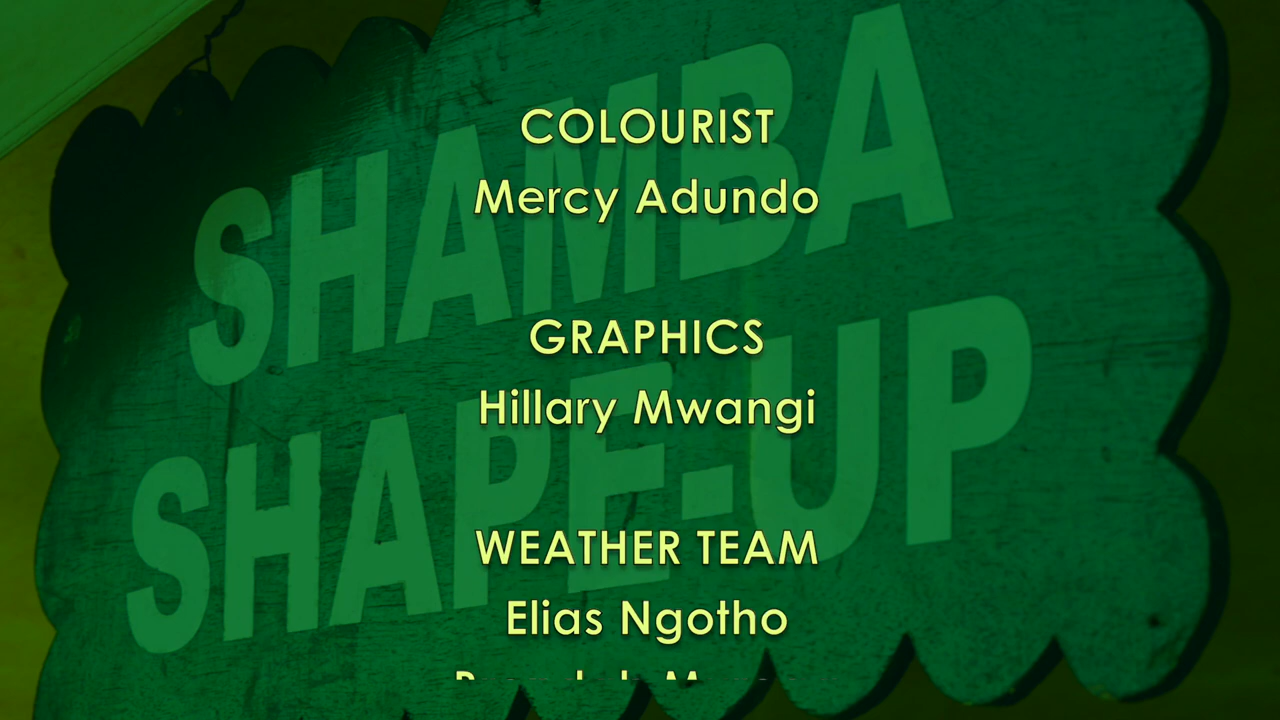 SHAMBA
SHAPE-UP
COLOURIST
Mercy Adundo
GRAPHICS
Hillary Mwangi
WEATHER TEAM
Elias Ngotho